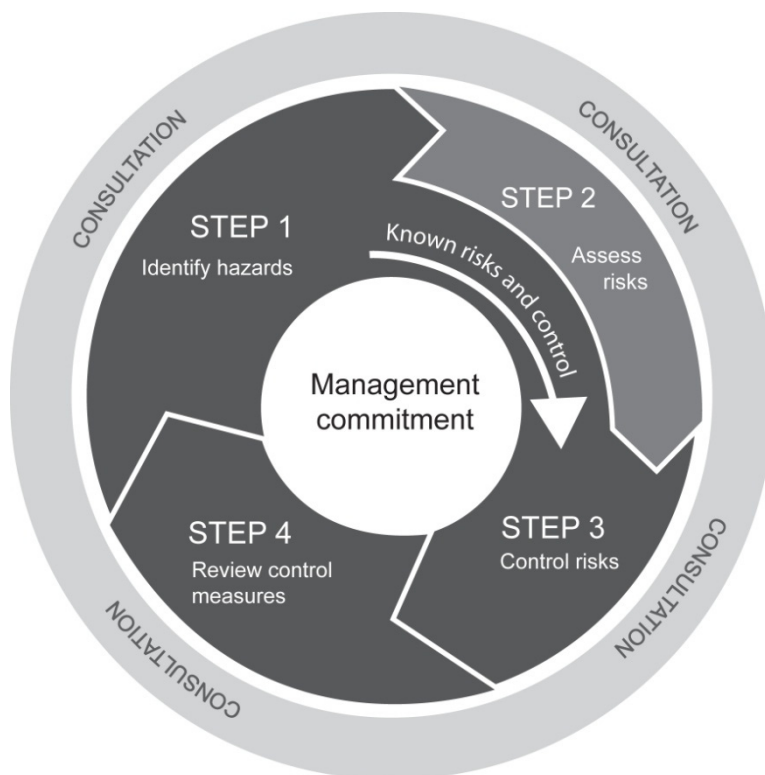 CONSULTATION
CONSULTATION
STEP 1
Identify hazards
STEP 2
Assess
risks
Known risks and control
Management
commitment
STEP 3
Control risks
STEP 4
Review control
measures
CONSULTATION
CONSULTATION